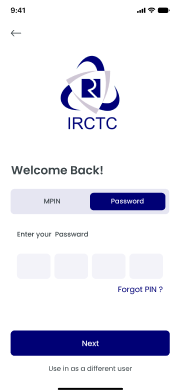 9:41
IRCTC
Welcome Back!
MPIN Password
Enter your Password
Forgot PIN ?
Next
Use in as a different user